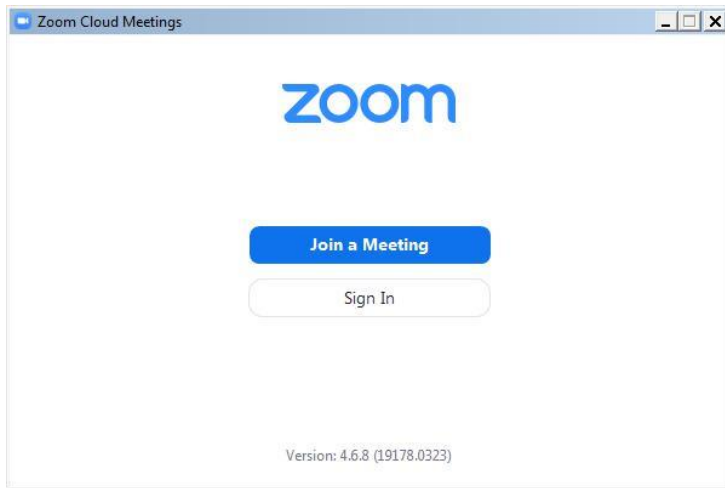 Zoom Cloud Meetings
zoom
Join a Meeting
Sign In
Version: 4.6.8 (19178.0323)